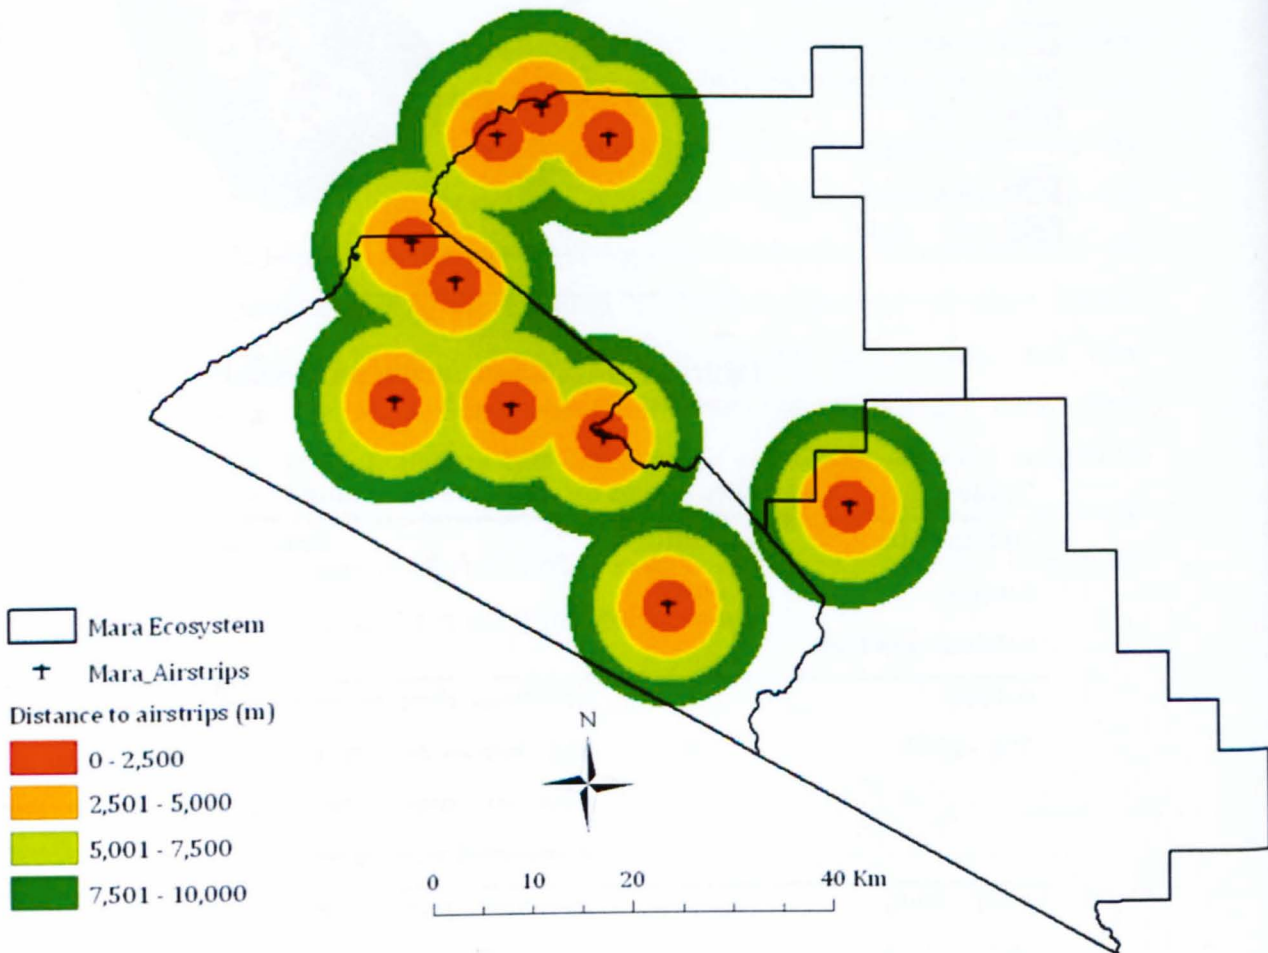 Mara Ecosystem
Mara_Airstrips
Distance to airstrips (m)
0 - 2,500
2,501 - 5,000
5,001 - 7,500
7,501 - 10,000
N
0 10 20 40 Km